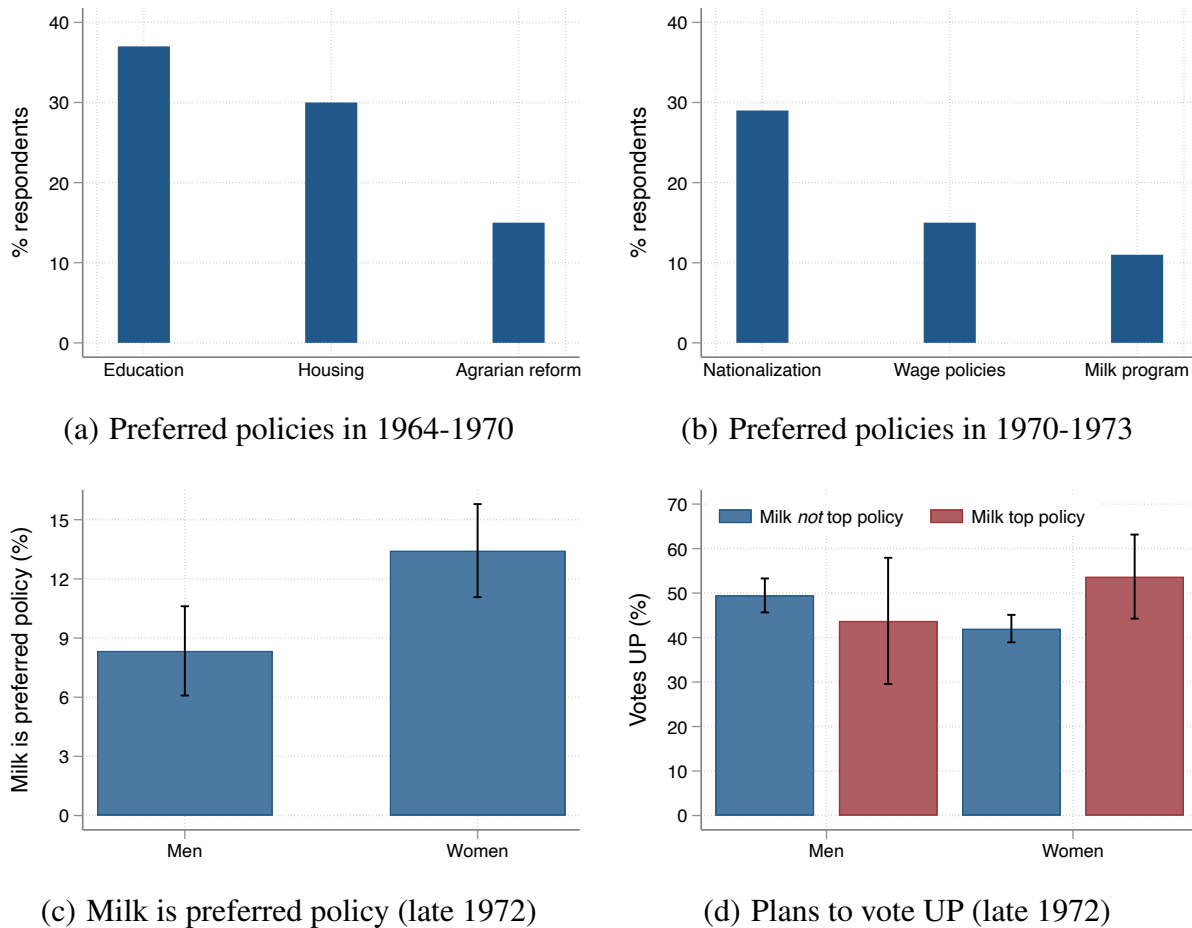 % respondents
40
30
20
10
0
Education Housing Agrarian reform
(a) Preferred policies in 1964-1970
% respondents
40
30
20
10
0
Nationalization Wage policies Milk program
(b) Preferred policies in 1970-1973
Milk is preferred policy (%)
15
12
9
6
3
0
Men Women
(c) Milk is preferred policy (late 1972)
Votes UP (%)
70
60
50
40
30
20
10
0
Milk not top policy Milk top policy
Men Women
(d) Plans to vote UP (late 1972)